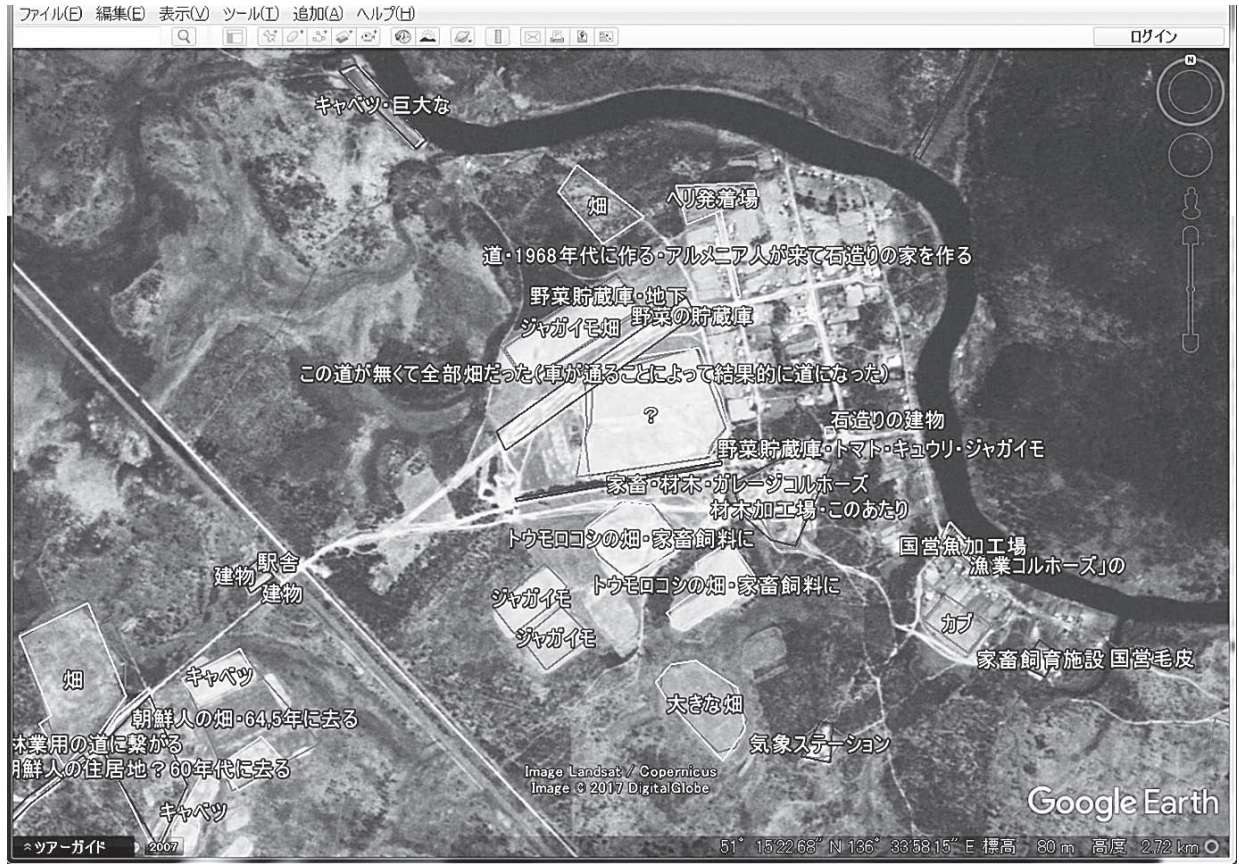 ファイル(F) 編集(E) 表示(V) ツール(T) 追加(A) ヘルプ(H)
ログイン
N
キャベツ・巨大な
畑
ヘリ発着場
道・1968年代に作る・アルメニア人が来て石造りの家を作る
野菜貯蔵庫・地下
ジャガイモ畑
野菜の貯蔵庫
この道が無くて全部畑だった(車が通ることによって結果的に道になった)
?
石造りの建物
野菜貯蔵庫・トマト・キュウリ・ジャガイモ
家畜・材木・ガレージコルホーズ
材木加工場・このあたり
トウモロコシの畑・家畜飼料に
国営魚加工場
漁業コルホーズ」の
駅舎
建物
建物
トウモロコシの畑・家畜飼料に
ジャガイモ
ジャガイモ
カブ
家畜飼育施設
国営毛皮
畑
キャベツ
大きな畑
朝鮮人の畑・64,5年に去る
林業用の道に繋がる
気象ステーション
朝鮮人の住居地?60年代に去る
キャベツ
Image Landsat / Copernicus
Image © 2017 DigitalGlobe
Google Earth
ツアーガイド
2007
51° 15'22.68" N 136° 33'58.15" E 標高 80 m 高度 2.72 km